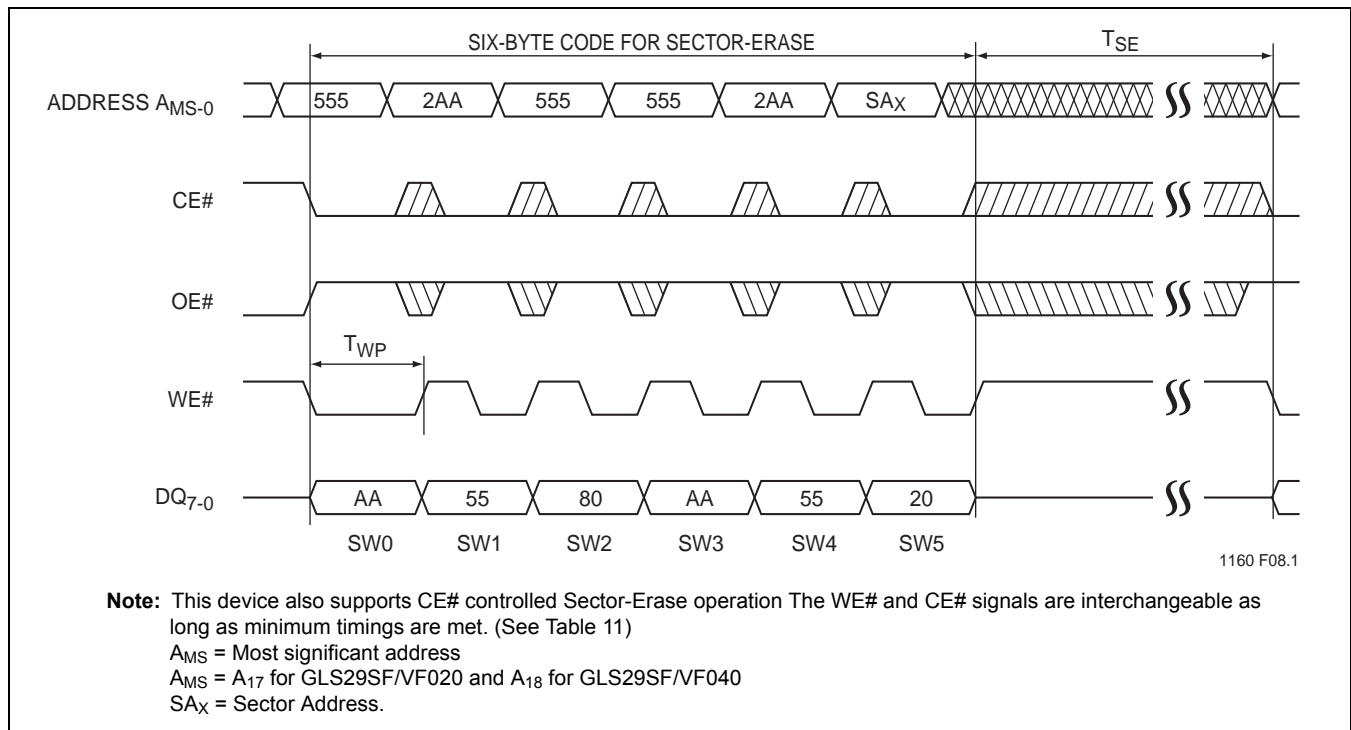 SIX-BYTE CODE FOR SECTOR-ERASE TSE
ADDRESS AMS-0 555 2AA 555 555 2AA SAX
CE#
OE#
TWP
WE#
DQ7-0 AA 55 80 AA 55 20
SW0 SW1 SW2 SW3 SW4 SW5
1160 F08.1
Note: This device also supports CE# controlled Sector-Erase operation The WE# and CE# signals are interchangeable as
long as minimum timings are met. (See Table 11)
AMS = Most significant address
AMS = A17 for GLS29SF/VF020 and A18 for GLS29SF/VF040
SAX = Sector Address.